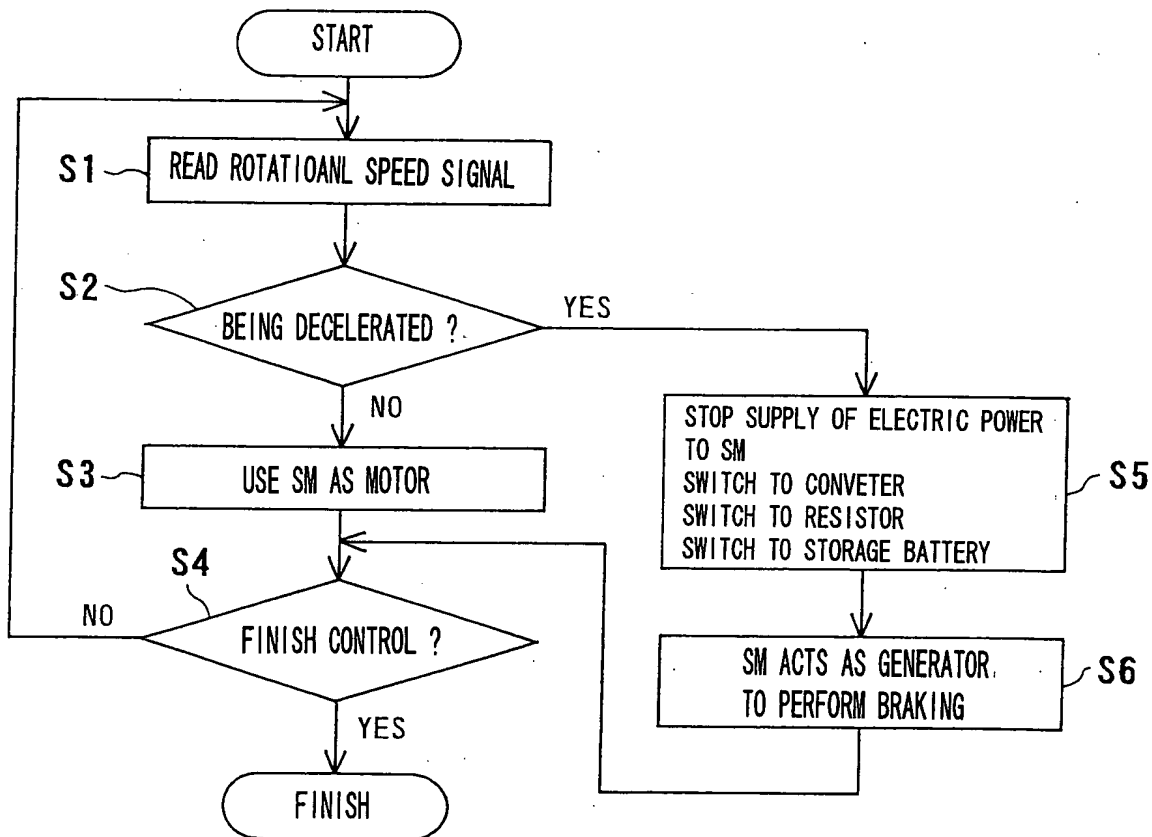 START
S1
READ ROTATIOANL SPEED SIGNAL
S2
BEING DECELERATED ?
YES
NO
S3
USE SM AS MOTOR
STOP SUPPLY OF ELECTRIC POWER
TO SM
SWITCH TO CONVETER
SWITCH TO RESISTOR
SWITCH TO STORAGE BATTERY
S5
S4
NO
FINISH CONTROL ?
SM ACTS AS GENERATOR
TO PERFORM BRAKING
S6
YES
FINISH